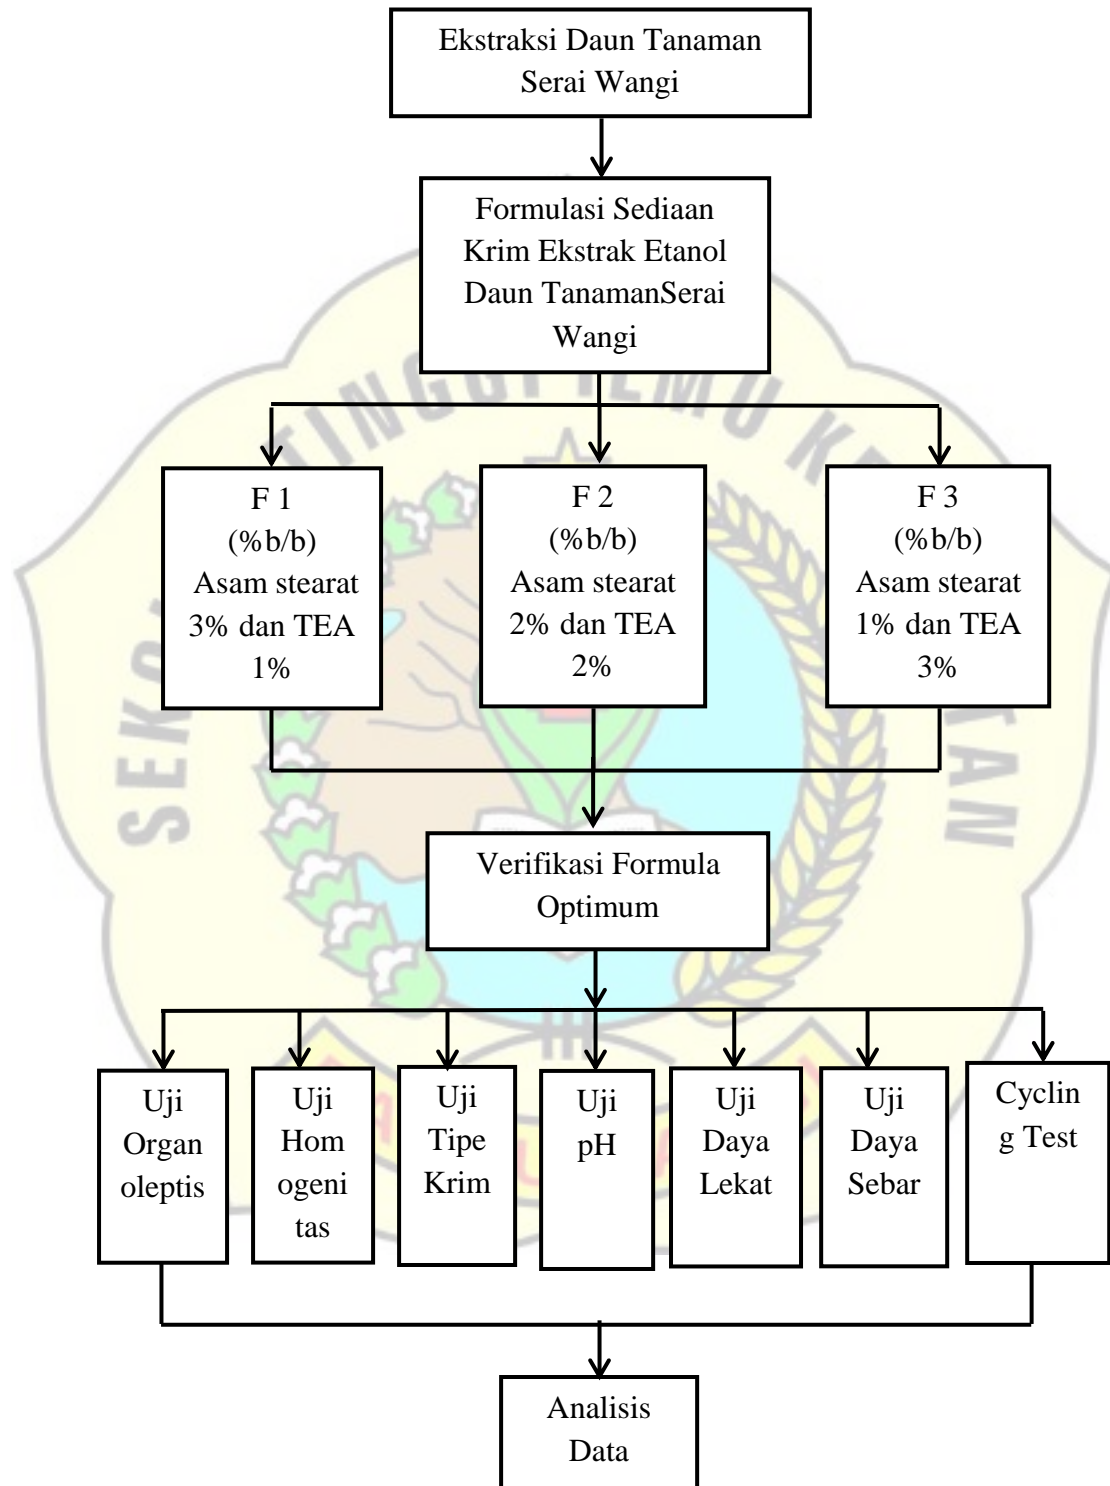 Ekstraksi Daun Tanaman
Serai Wangi
Formulasi Sediaan
Krim Ekstrak Etanol
Daun TanamanSerai
Wangi
F 1
(%b/b)
Asam stearat
3% dan TEA
1%
F 2
(%b/b)
Asam stearat
2% dan TEA
2%
F 3
(%b/b)
Asam stearat
1% dan TEA
3%
Verifikasi Formula
Optimum
Uji
Organ
oleptis
Uji
Hom
ogeni
tas
Uji
Tipe
Krim
Uji
pH
Uji
Daya
Lekat
Uji
Daya
Sebar
Cyclin
g Test
Analisis
Data